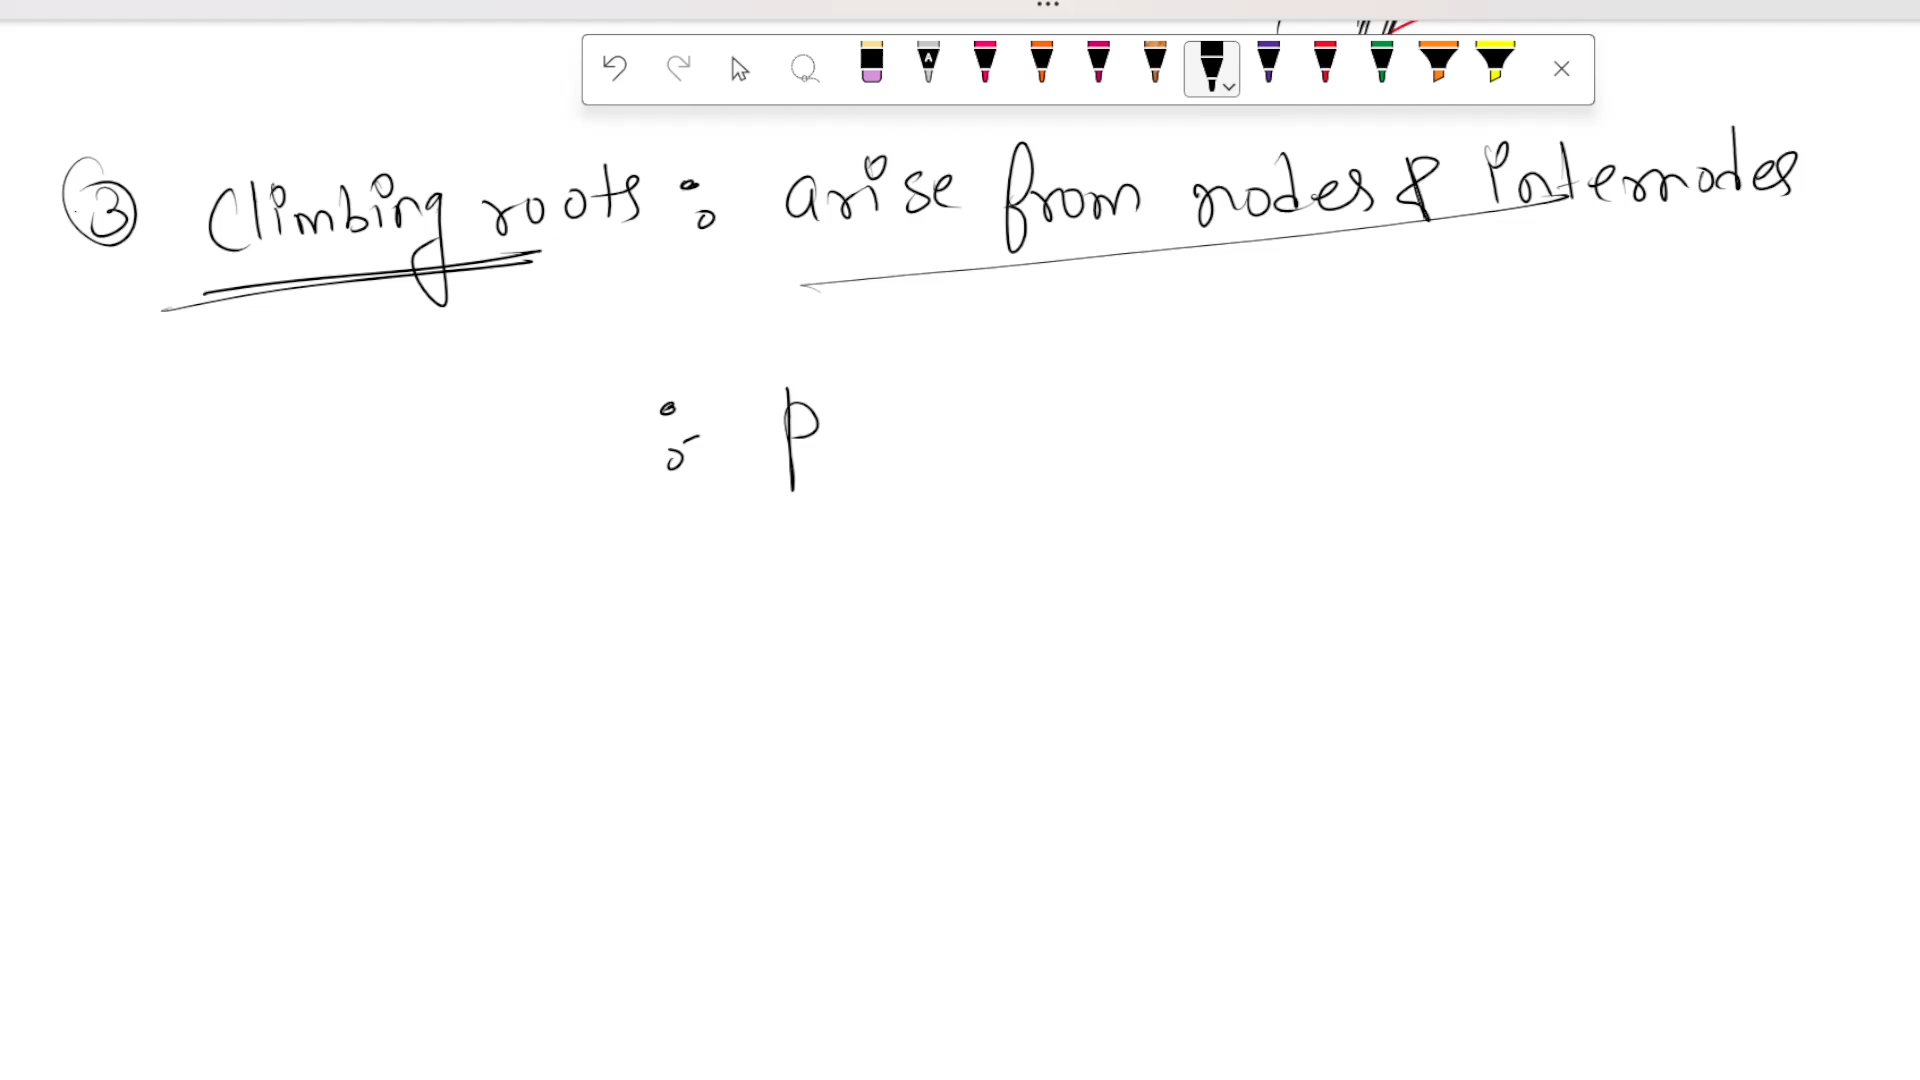 ③ Climbing roots : arise from nodes & internodes
: p